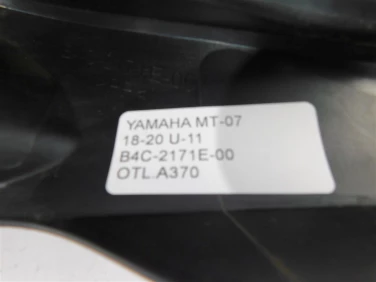 YAMAHA MT-07
18-20 U-11
B4C-2171E-00
OTL.A370